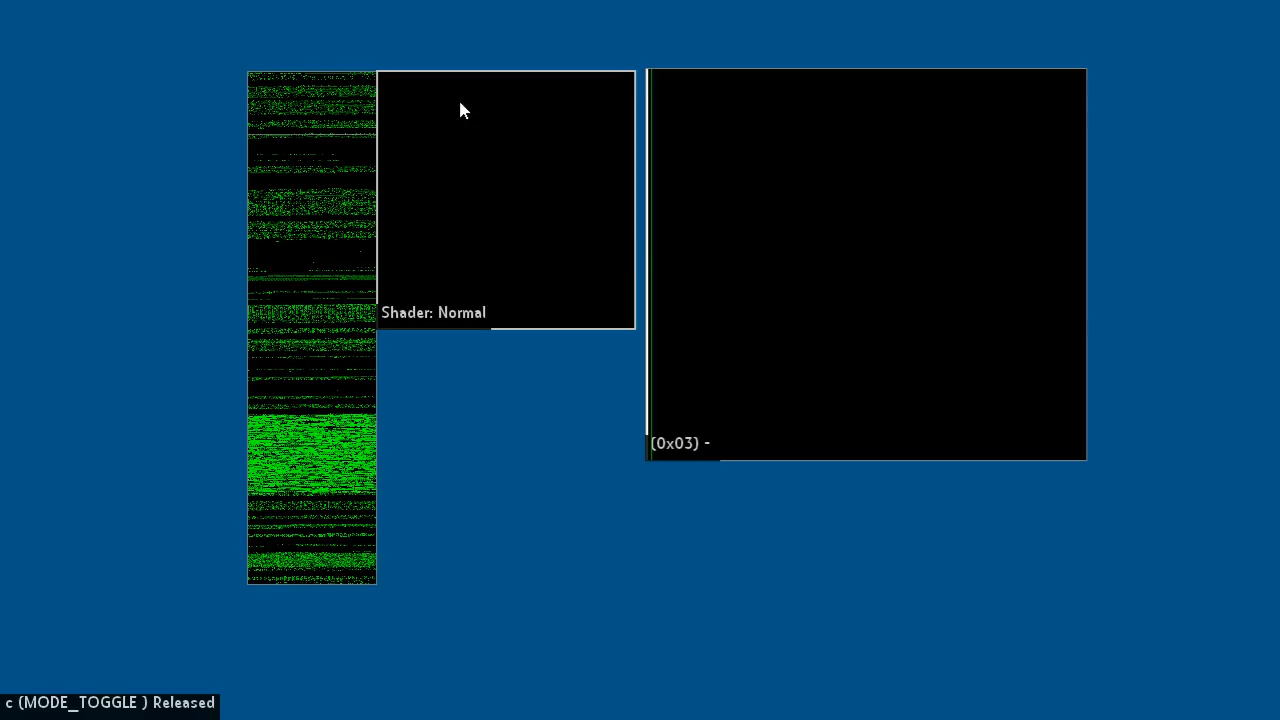 Shader: Normal
(0x03) -
c (MODE_TOGGLE ) Released